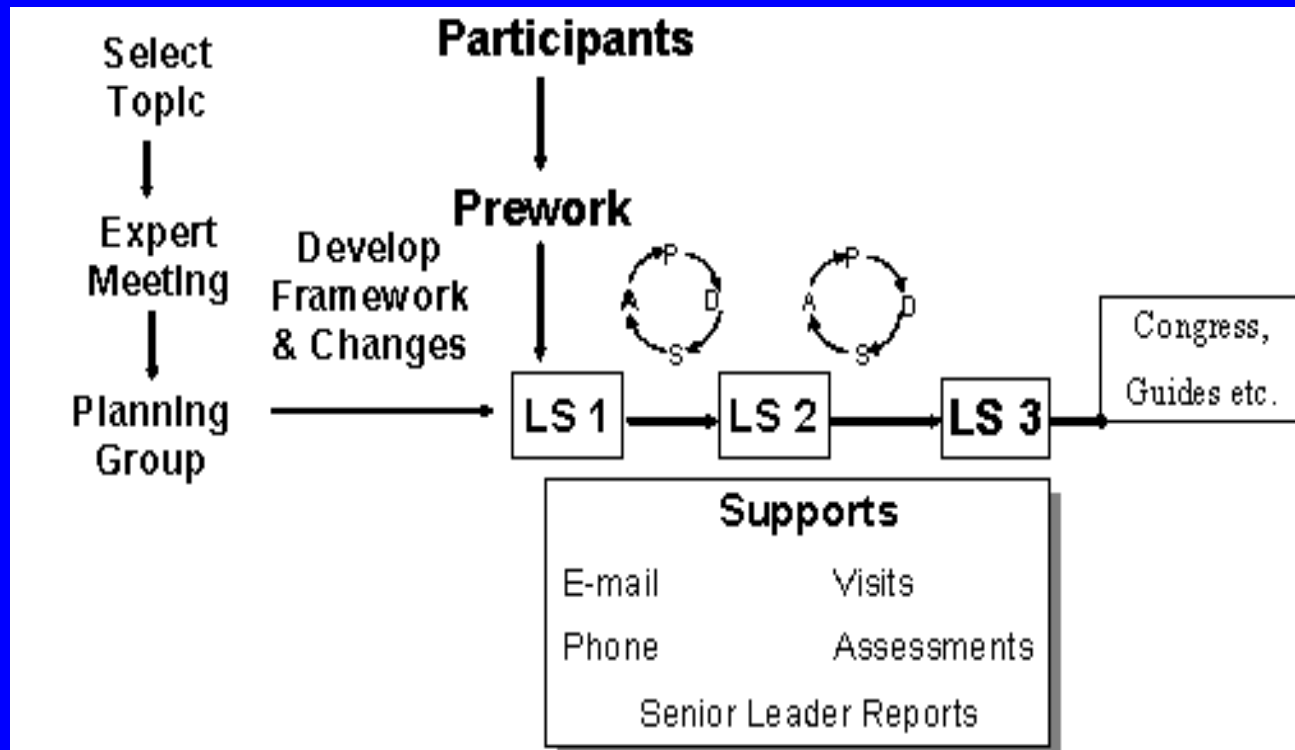 Select
Topic
Expert
Meeting
Planning
Group
Develop
Framework
& Changes
Participants
Prework
P
A
D
S
P
A
D
S
LS 1
LS 2
LS 3
Congress,
Guides etc.
Supports
E-mail
Visits
Phone
Assessments
Senior Leader Reports